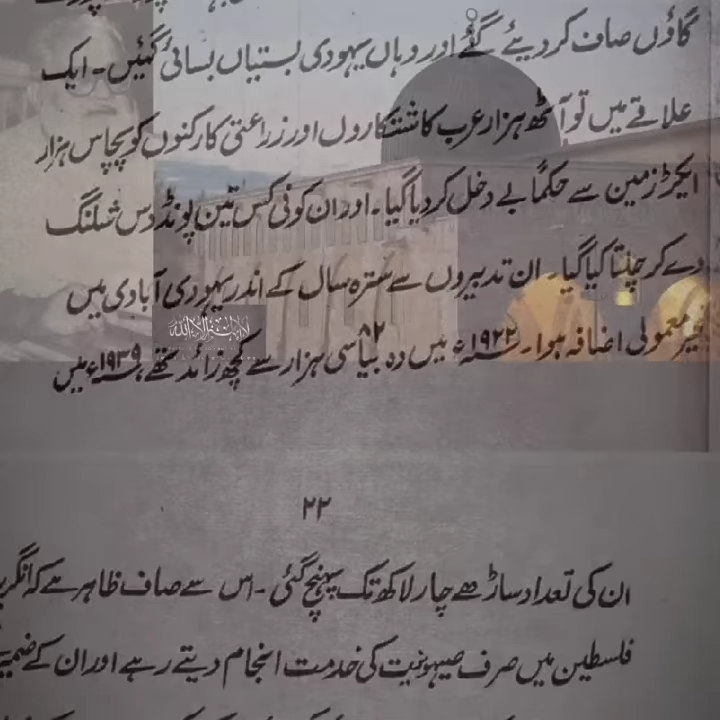 گاؤں صاف کر دیئے گئے اور وہاں یہودی بستیاں بسائی گئیں۔ ایک
علاقے میں تو آٹھ ہزار عرب کاشتکاروں اور زراعتی کارکنوں کو پچاس ہزار
ایکڑ زمین سے حکماً بے دخل کر دیا گیا۔ اور ان کو فی کس تین پونڈ دس شلنگ
دے کر چلتا کیا گیا۔ ان تدبیروں سے سترہ سال کے اندر یہودی آبادی میں
غیر معمولی اضافہ ہوا۔ ۱۹۲۲ء میں وہ بیاسی ۸۲ ہزار سے کچھ زائد تھے، ۱۹۳۹ء میں
۲۲
ان کی تعداد ساڑھے چار لاکھ تک پہنچ گئی۔ اس سے صاف ظاہر ہے کہ
فلسطین میں صرف صیہونیت کی خدمت انجام دیتے رہے اور ان کے